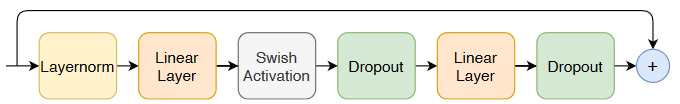 Layernorm
Linear
Layer
Swish
Activation
Dropout
Linear
Layer
Dropout
+